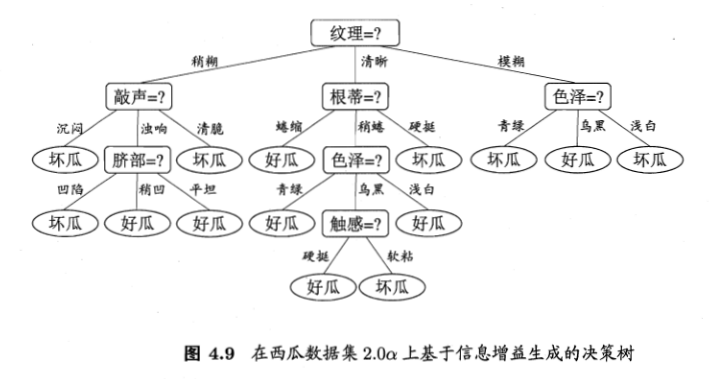 纹理=?
稍糊 清晰 模糊
敲声=? 根蒂=? 色泽=?
沉闷 浊响 清脆 蜷缩 稍蜷 硬挺 青绿 乌黑 浅白
坏瓜 脐部=? 坏瓜 好瓜 色泽=? 坏瓜 坏瓜 好瓜 坏瓜
凹陷 稍凹 平坦 青绿 乌黑 浅白
坏瓜 好瓜 好瓜 好瓜 触感=? 好瓜
硬挺 软粘
好瓜 坏瓜
图 4.9 在西瓜数据集 2.0α 上基于信息增益生成的决策树